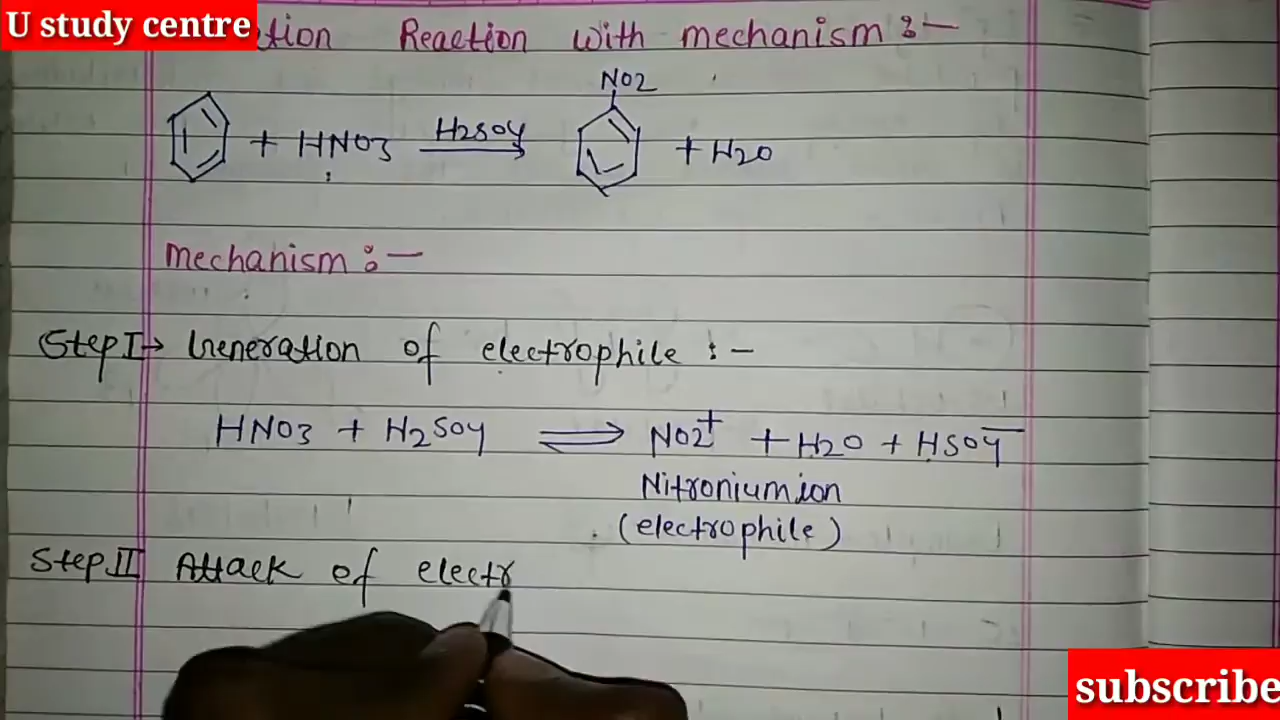 U study centre
tion Reaction with mechanism :-
NO2
+ HNO3 H2SO4 + H2O
mechanism :-
Step I → Generation of electrophile :-
HNO3 + H2SO4 ⇌ NO2+ + H2O + HSO4-
Nitronium ion
(electrophile)
Step II Attack of electr
subscribe